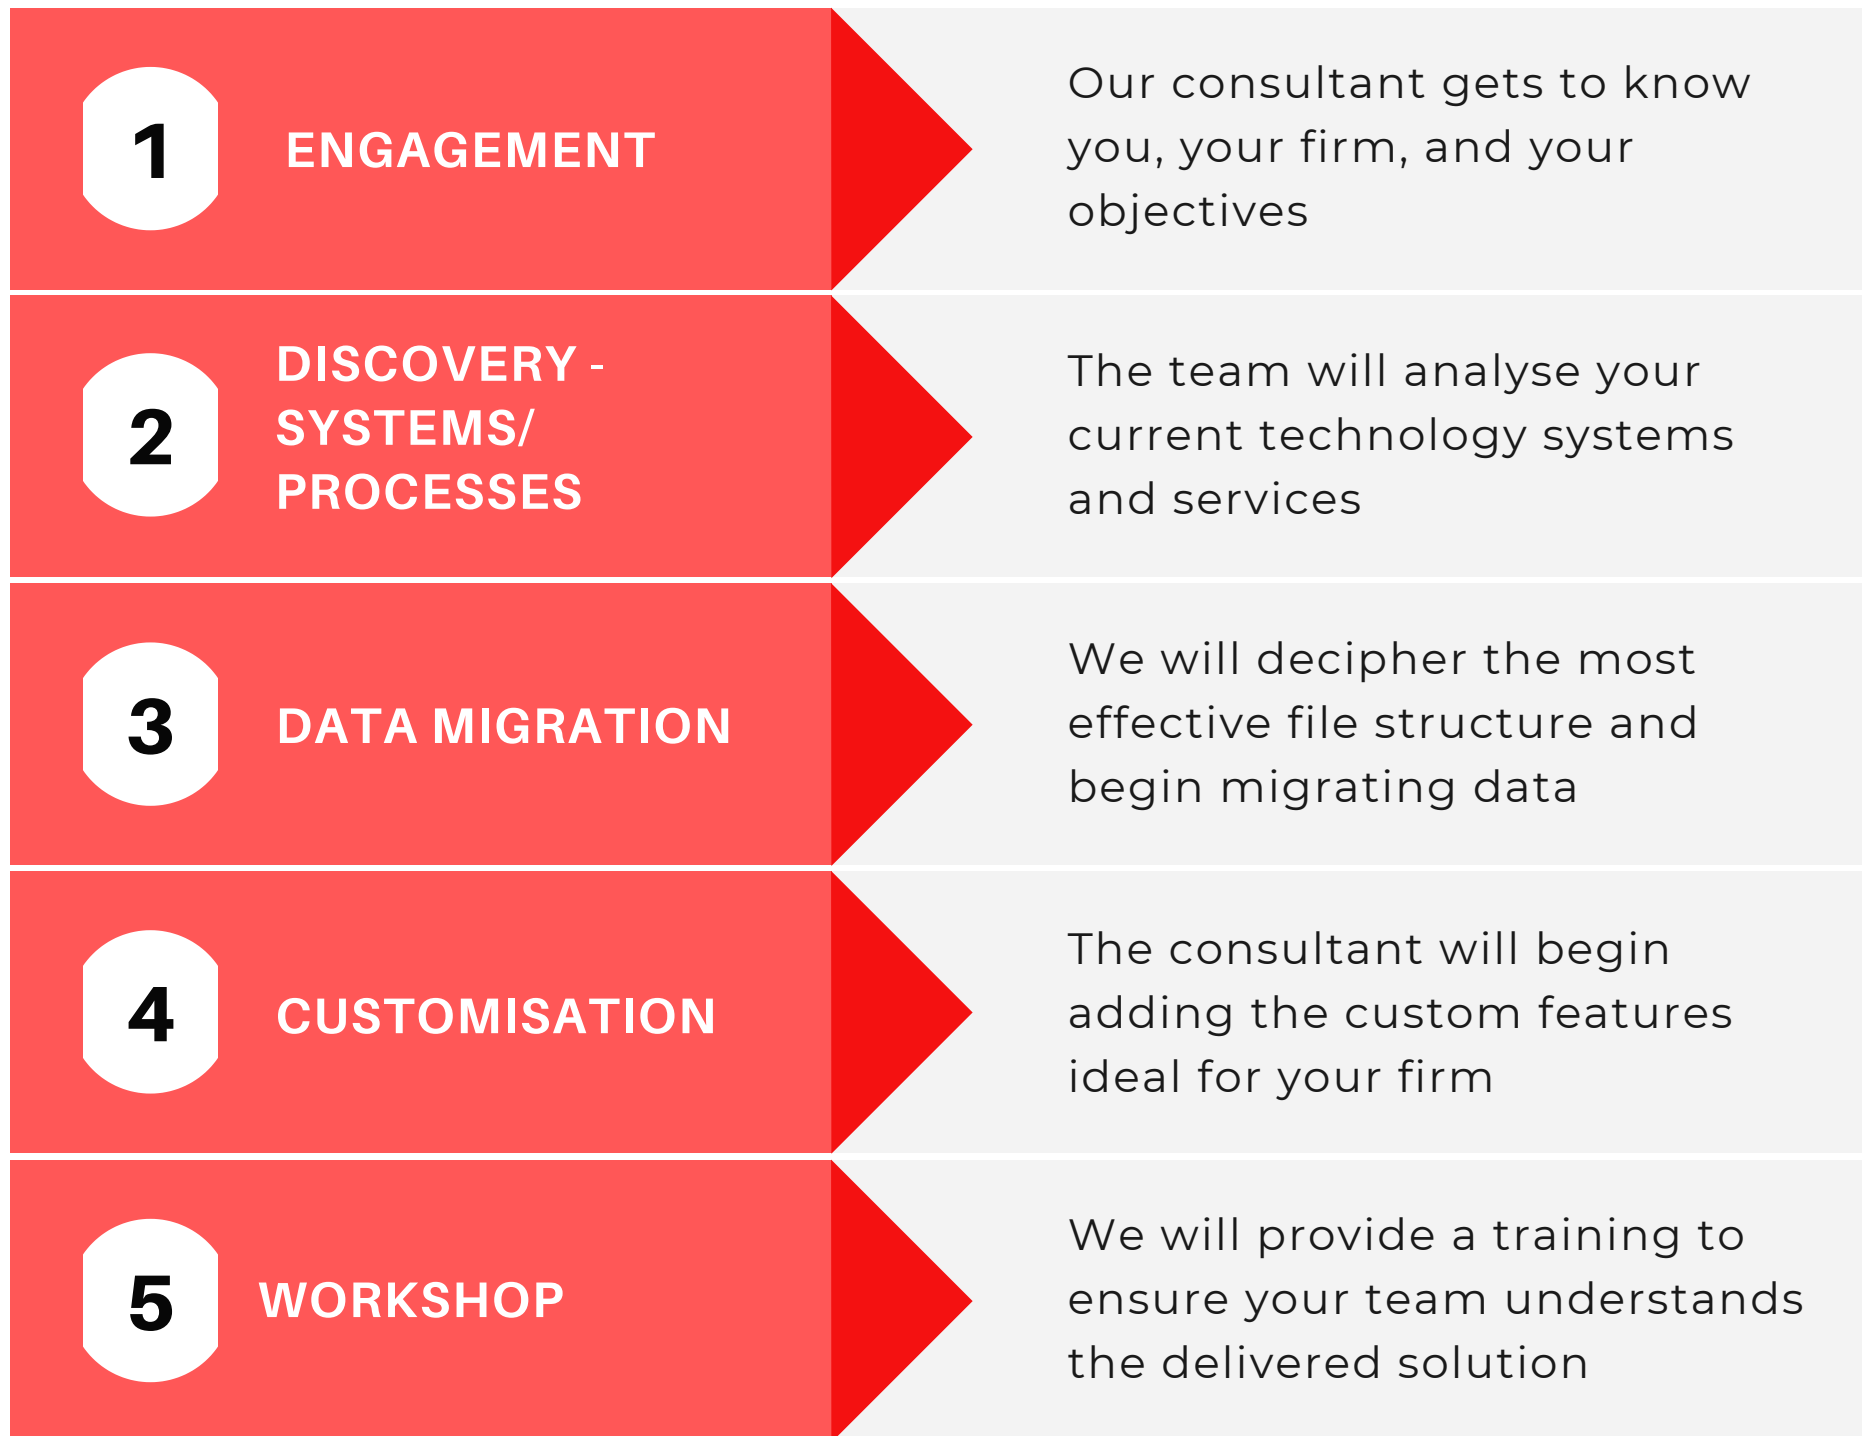 1
ENGAGEMENT
Our consultant gets to know
you, your firm, and your
objectives
2
DISCOVERY -
SYSTEMS/
PROCESSES
The team will analyse your
current technology systems
and services
3
DATA MIGRATION
We will decipher the most
effective file structure and
begin migrating data
4
CUSTOMISATION
The consultant will begin
adding the custom features
ideal for your firm
5
WORKSHOP
We will provide a training to
ensure your team understands
the delivered solution